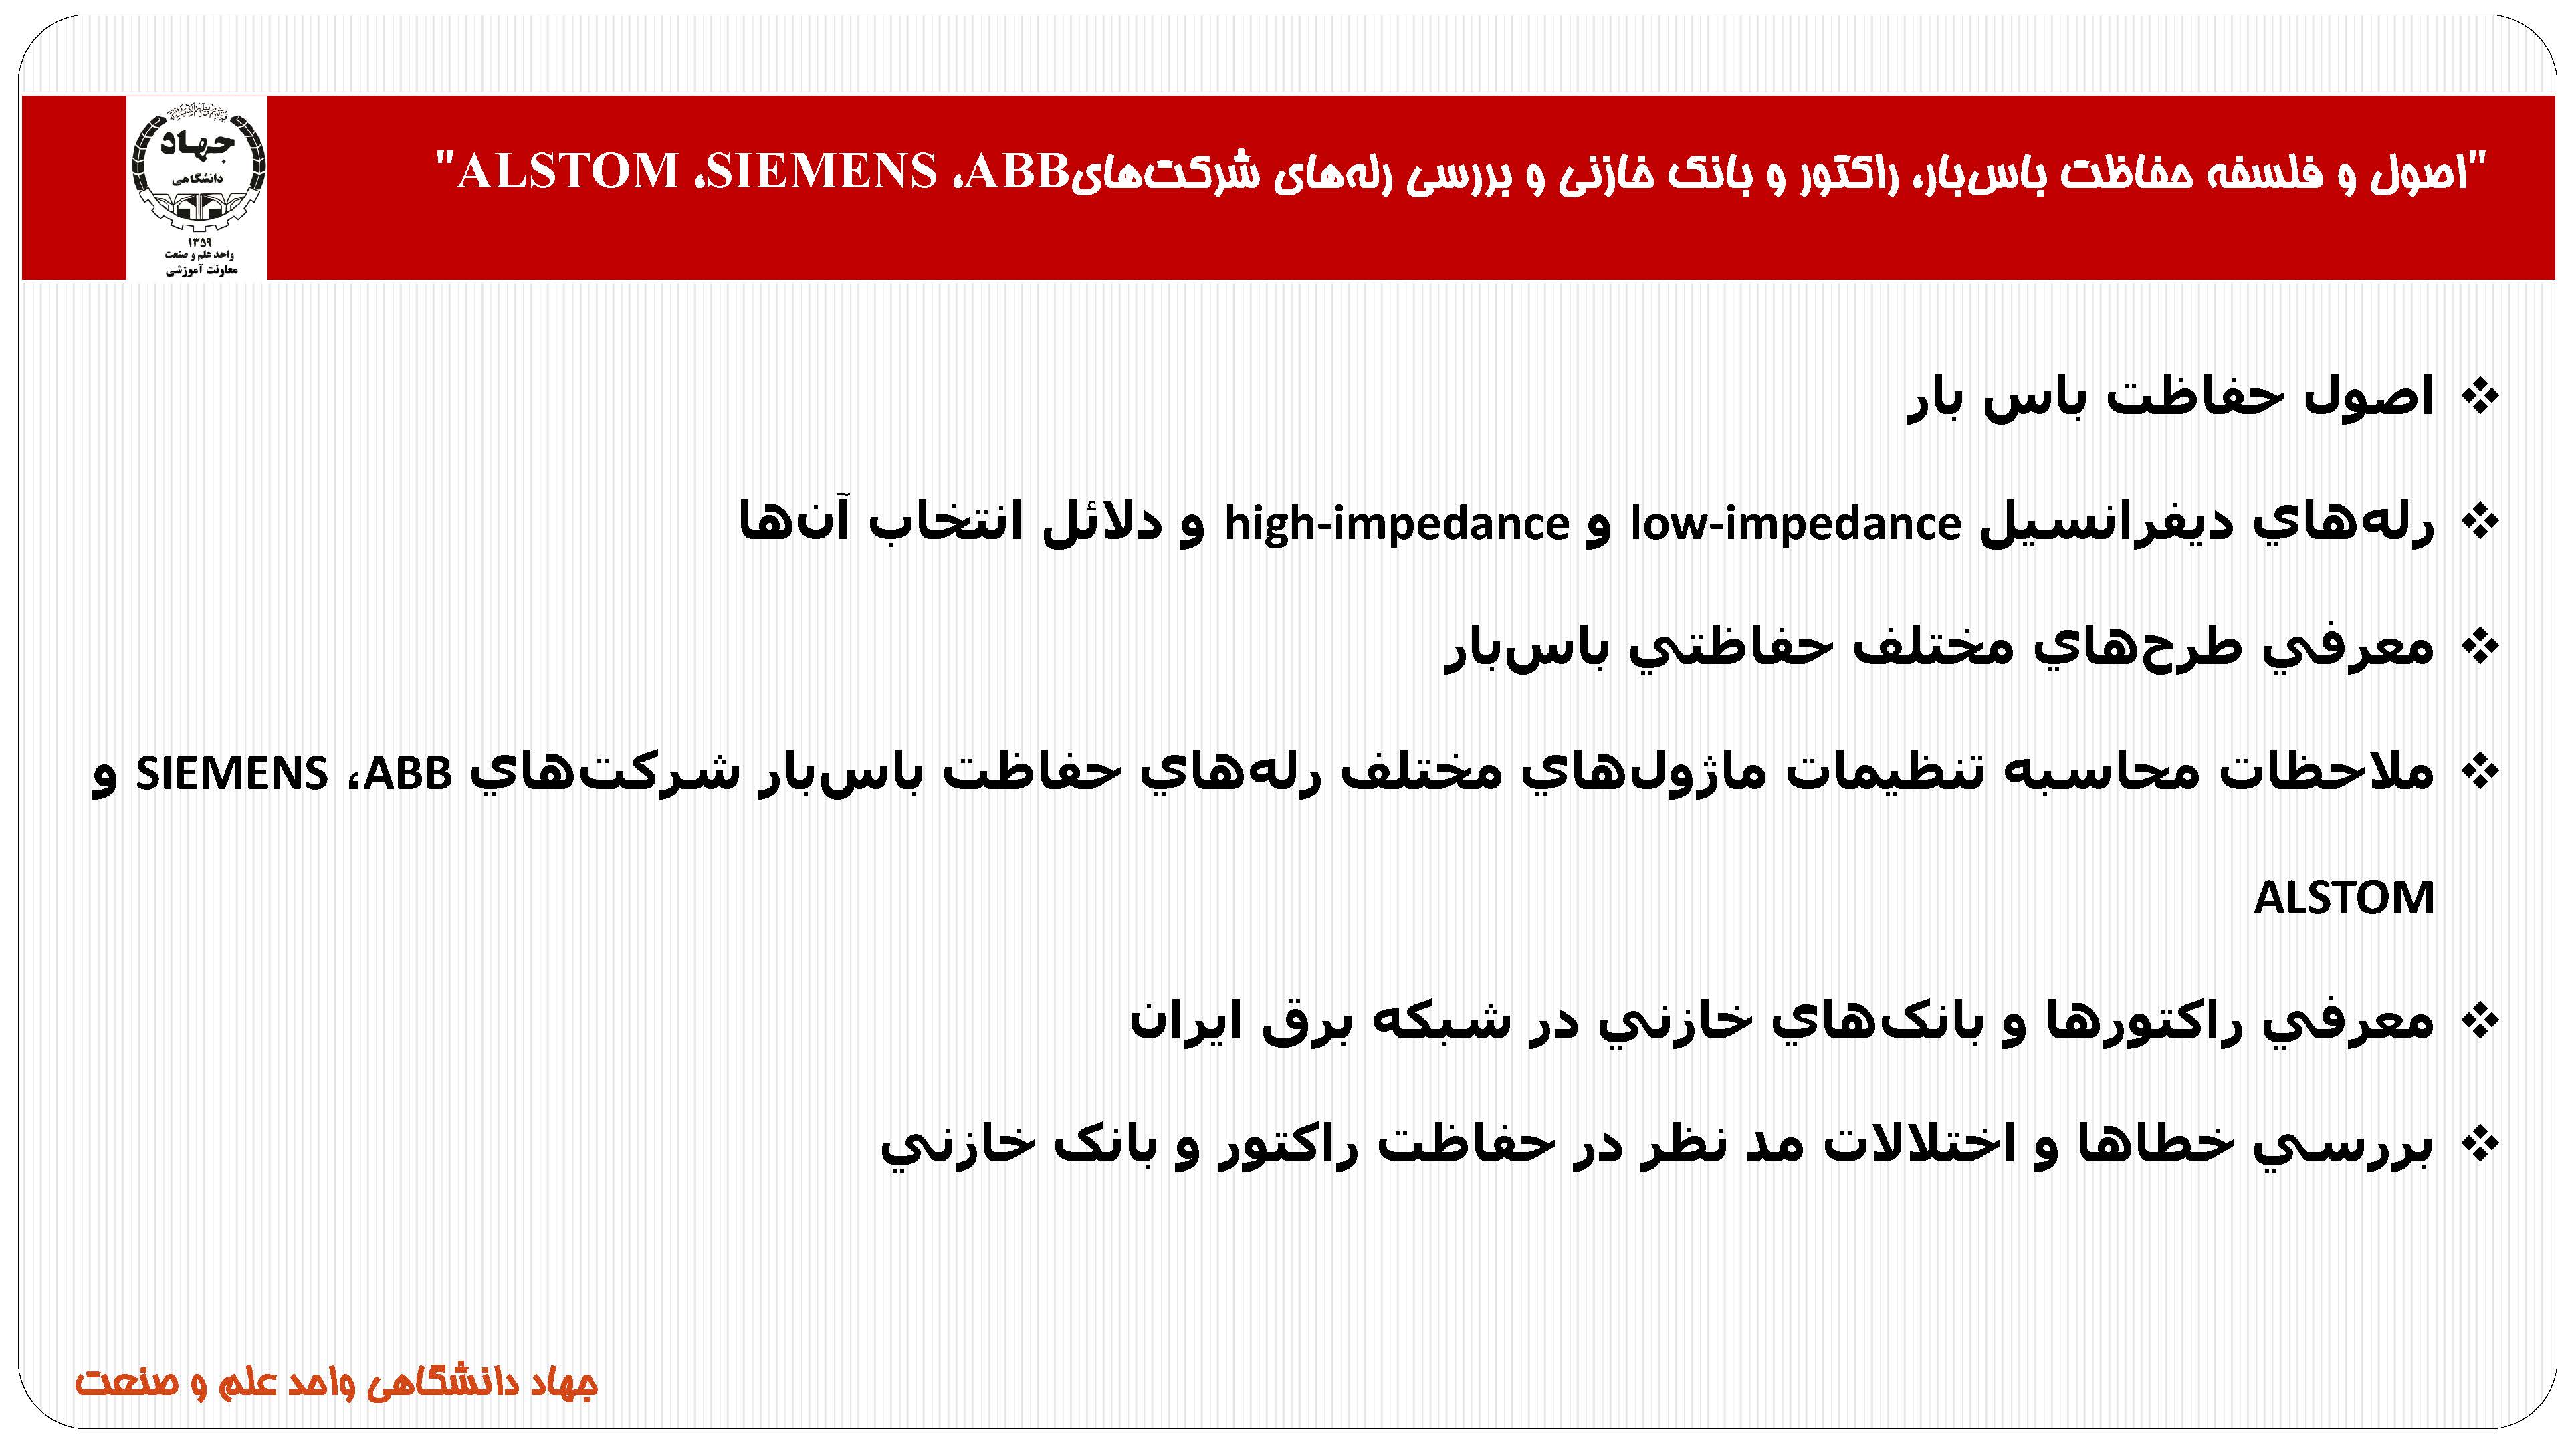 "اصول و فلسفه حفاظت باس‌بار، راکتور و بانک خازنی و بررسی رله‌های شرکت‌هایABB، SIEMENS، ALSTOM"
جهاد
دانشگاهی
۱۳۵۹
واحد علم و صنعت
معاونت آموزشی
❖ اصول حفاظت باس بار
❖ رله‌هاي ديفرانسيل low-impedance و high-impedance و دلائل انتخاب آن‌ها
❖ معرفي طرح‌هاي مختلف حفاظتي باس‌بار
❖ ملاحظات محاسبه تنظيمات ماژول‌هاي مختلف رله‌هاي حفاظت باس‌بار شرکت‌هاي ABB، SIEMENS و
ALSTOM
❖ معرفي راکتورها و بانک‌هاي خازني در شبکه برق ايران
❖ بررسي خطاها و اختلالات مد نظر در حفاظت راکتور و بانک خازني
جهاد دانشگاهی واحد علم و صنعت